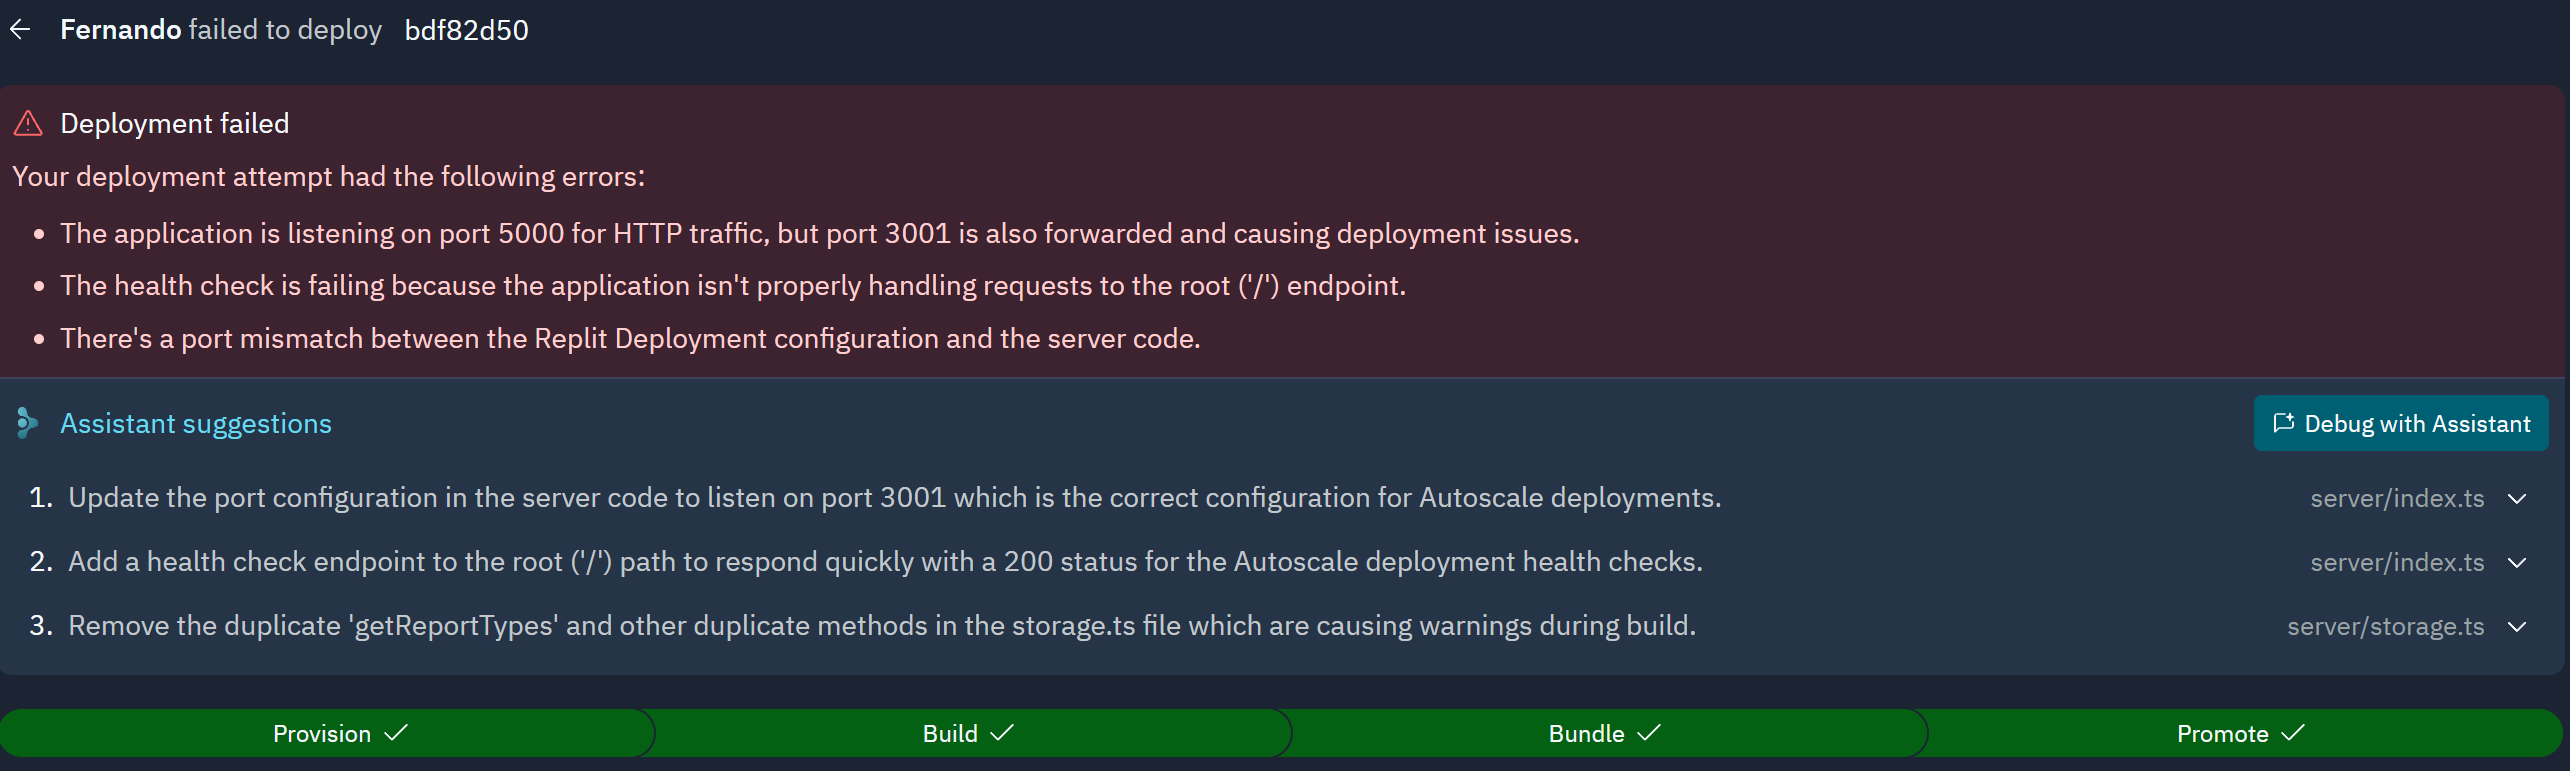 Fernando failed to deploy bdf82d50
Deployment failed
Your deployment attempt had the following errors:
• The application is listening on port 5000 for HTTP traffic, but port 3001 is also forwarded and causing deployment issues.
• The health check is failing because the application isn't properly handling requests to the root ('/') endpoint.
• There's a port mismatch between the Replit Deployment configuration and the server code.
Assistant suggestions
Debug with Assistant
1. Update the port configuration in the server code to listen on port 3001 which is the correct configuration for Autoscale deployments. server/index.ts
2. Add a health check endpoint to the root ('/') path to respond quickly with a 200 status for the Autoscale deployment health checks. server/index.ts
3. Remove the duplicate 'getReportTypes' and other duplicate methods in the storage.ts file which are causing warnings during build. server/storage.ts
Provision Build Bundle Promote